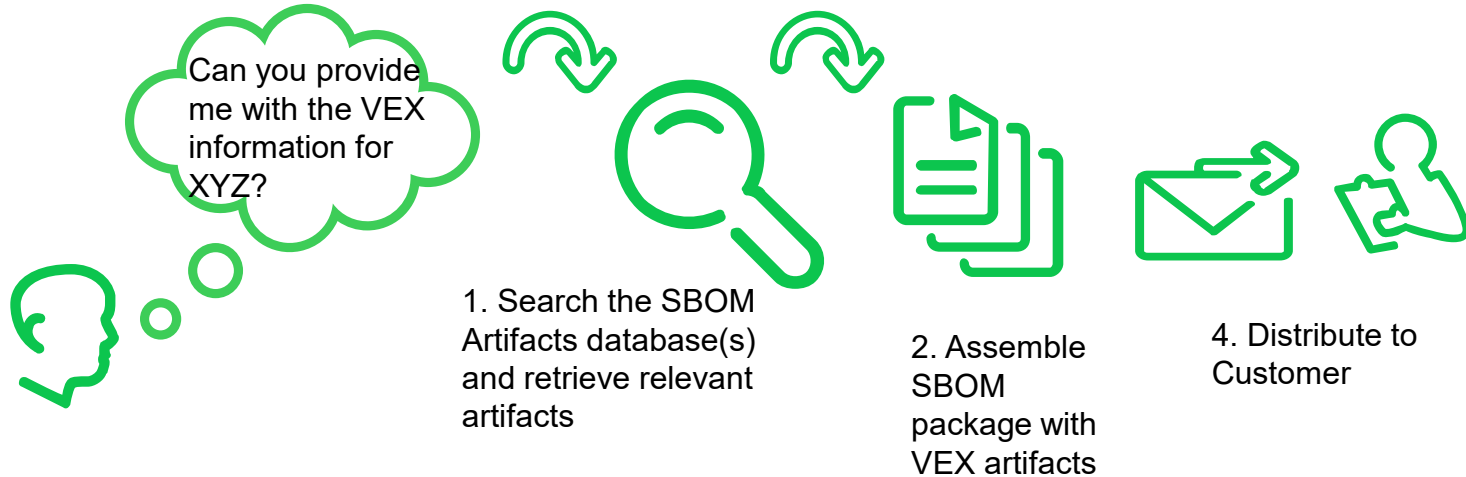 Can you provide
me with the VEX
information for
XYZ?
1. Search the SBOM
Artifacts database(s)
and retrieve relevant
artifacts
2. Assemble
SBOM
package with
VEX artifacts
4. Distribute to
Customer